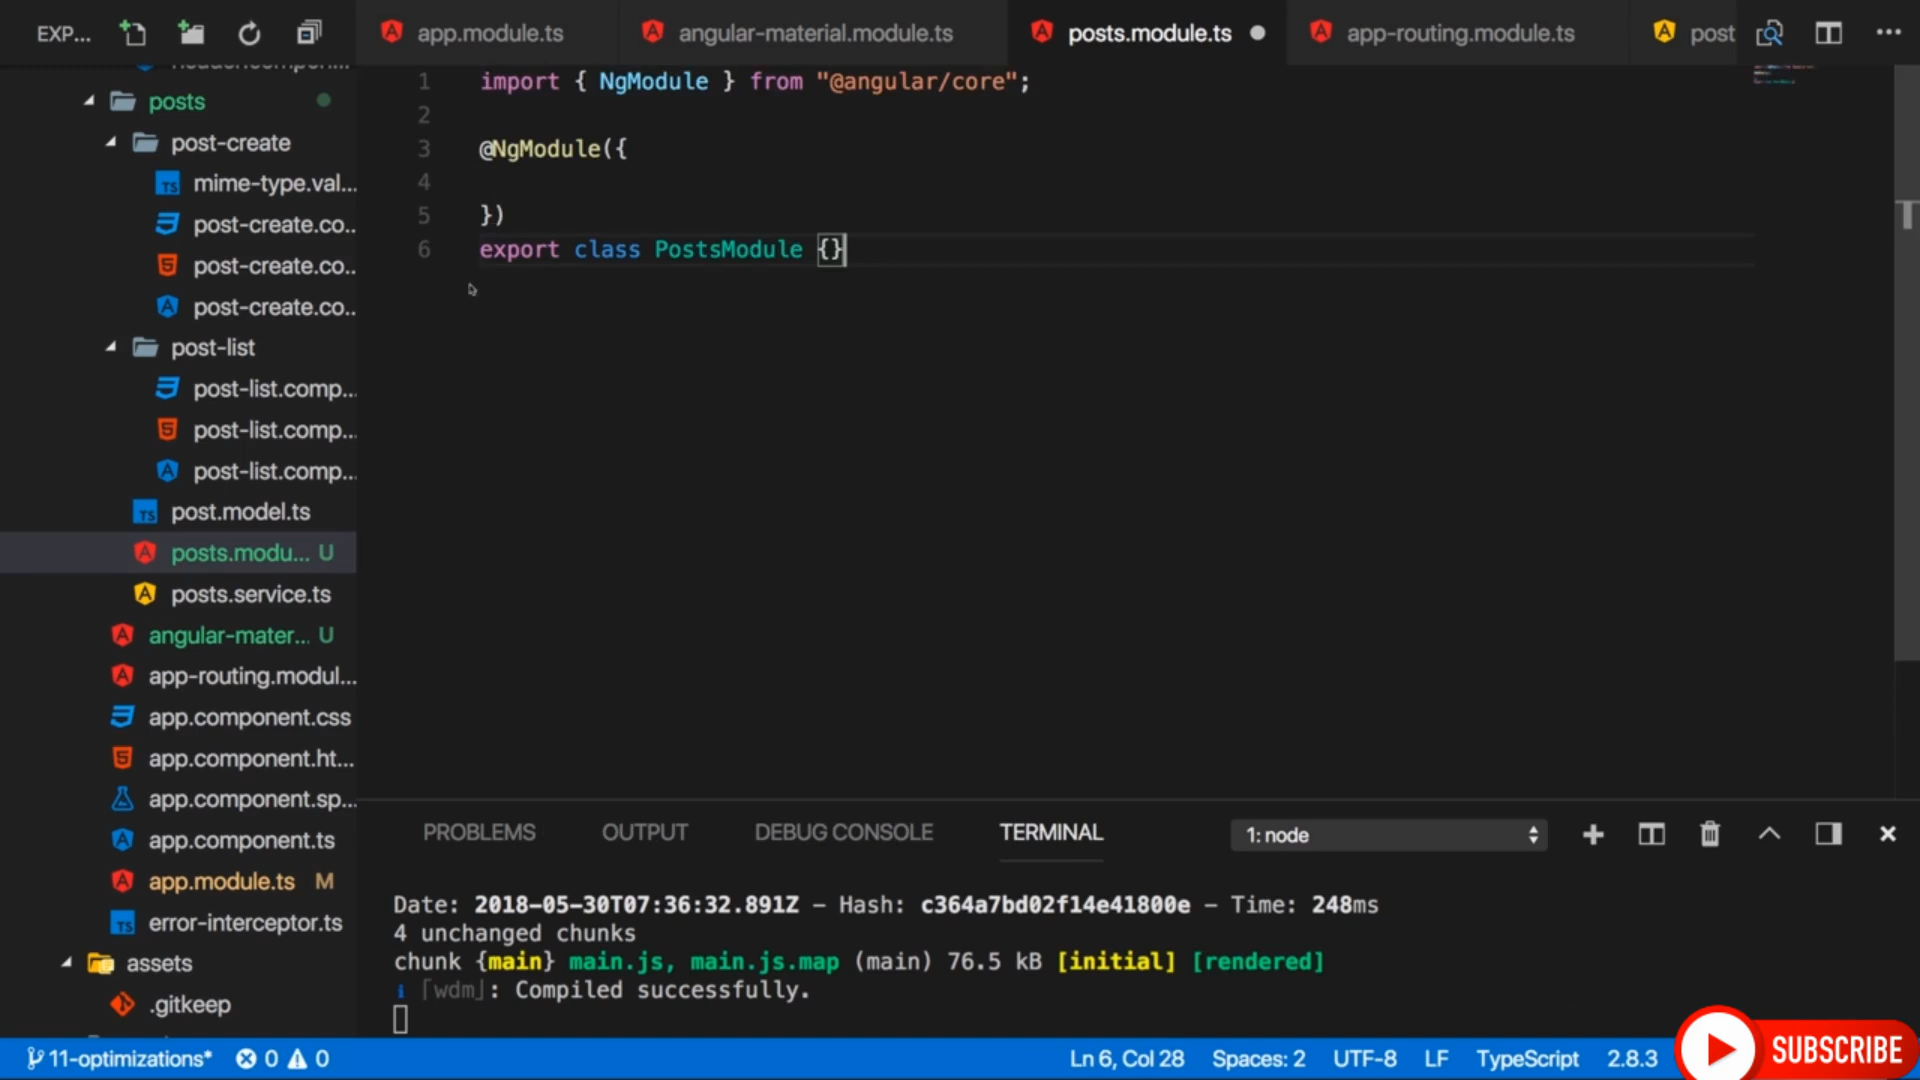 EXP...
app.module.ts
angular-material.module.ts
posts.module.ts
app-routing.module.ts
post
posts
post-create
mime-type.val...
post-create.co..
post-create.co..
post-create.co..
post-list
post-list.comp...
post-list.comp...
post-list.comp...
post.model.ts
posts.modu... U
posts.service.ts
angular-mater... U
app-routing.modul...
app.component.css
app.component.ht...
app.component.sp...
app.component.ts
app.module.ts M
error-interceptor.ts
assets
.gitkeep
1 import { NgModule } from "@angular/core";
2
3 @NgModule({
4
5 })
6 export class PostsModule {}
PROBLEMS OUTPUT DEBUG CONSOLE TERMINAL 1: node
Date: 2018-05-30T07:36:32.891Z - Hash: c364a7bd02f14e41800e - Time: 248ms
4 unchanged chunks
chunk {main} main.js, main.js.map (main) 76.5 kB [initial] [rendered]
i ｢wdm｣: Compiled successfully.
11-optimizations* 0 0 Ln 6, Col 28 Spaces: 2 UTF-8 LF TypeScript 2.8.3
SUBSCRIBE